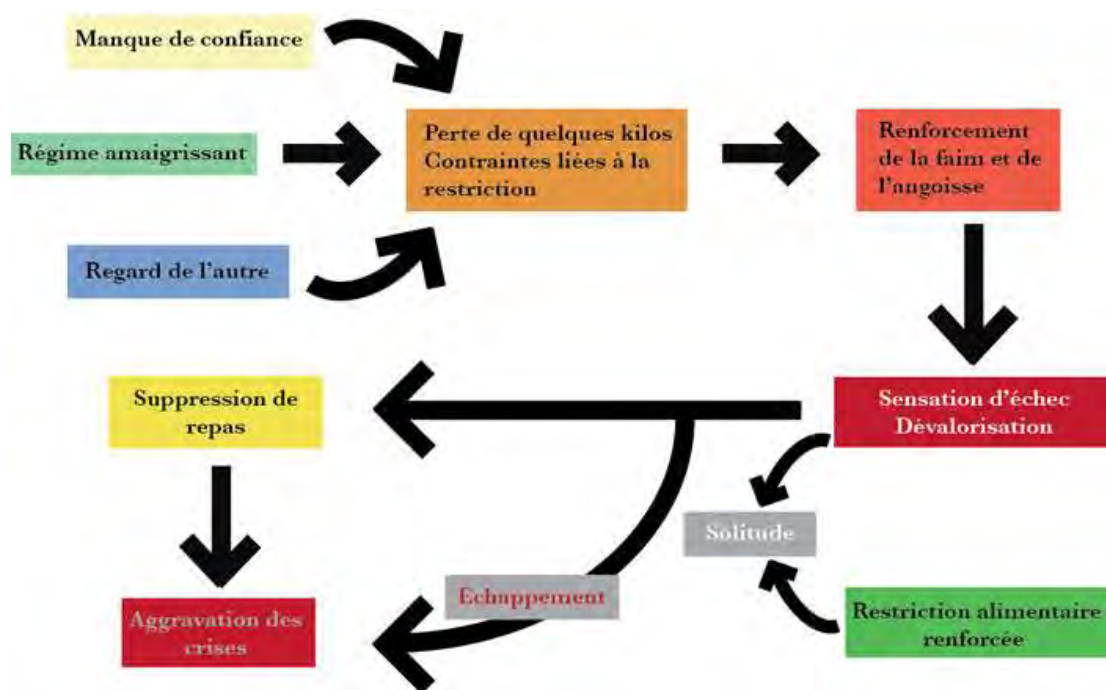 Manque de confiance
Régime amaigrissant
Regard de l'autre
Perte de quelques kilos
Contraintes liées à la
restriction
Renforcement
de la faim et de
l'angoisse
Sensation d'échec
Dévalorisation
Suppression de
repas
Solitude
Echappement
Aggravation des
crises
Restriction alimentaire
renforcée